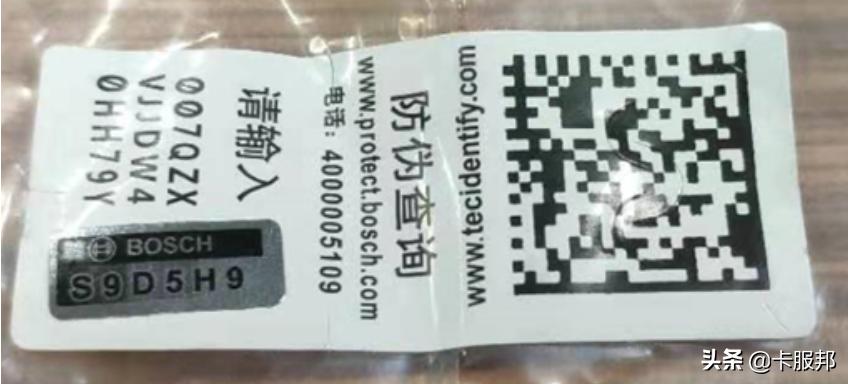 www.tecidentify.com
防伪查询
www.protect.bosch.com
电话：4000005109
请输入
007QZX
VJJDW4
0HH79Y
BOSCH
S9D5H9
头条 @卡服邦